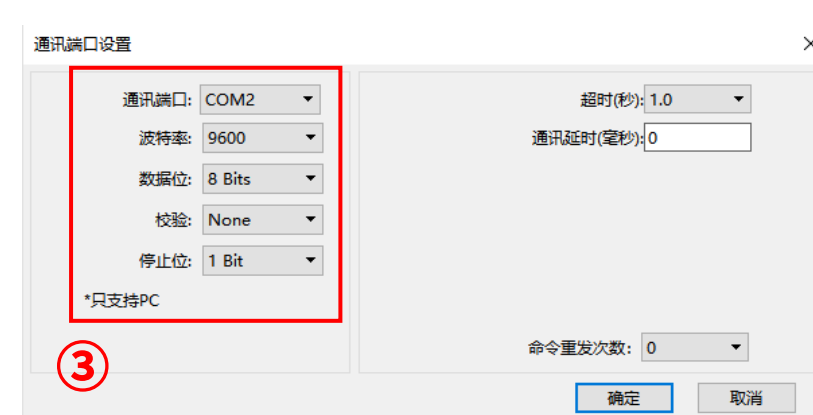 通讯端口设置
通讯端口: COM2
波特率: 9600
数据位: 8 Bits
校验: None
停止位: 1 Bit
*只支持PC
③
超时(秒): 1.0
通讯延时(毫秒): 0
命令重发次数: 0
确定
取消